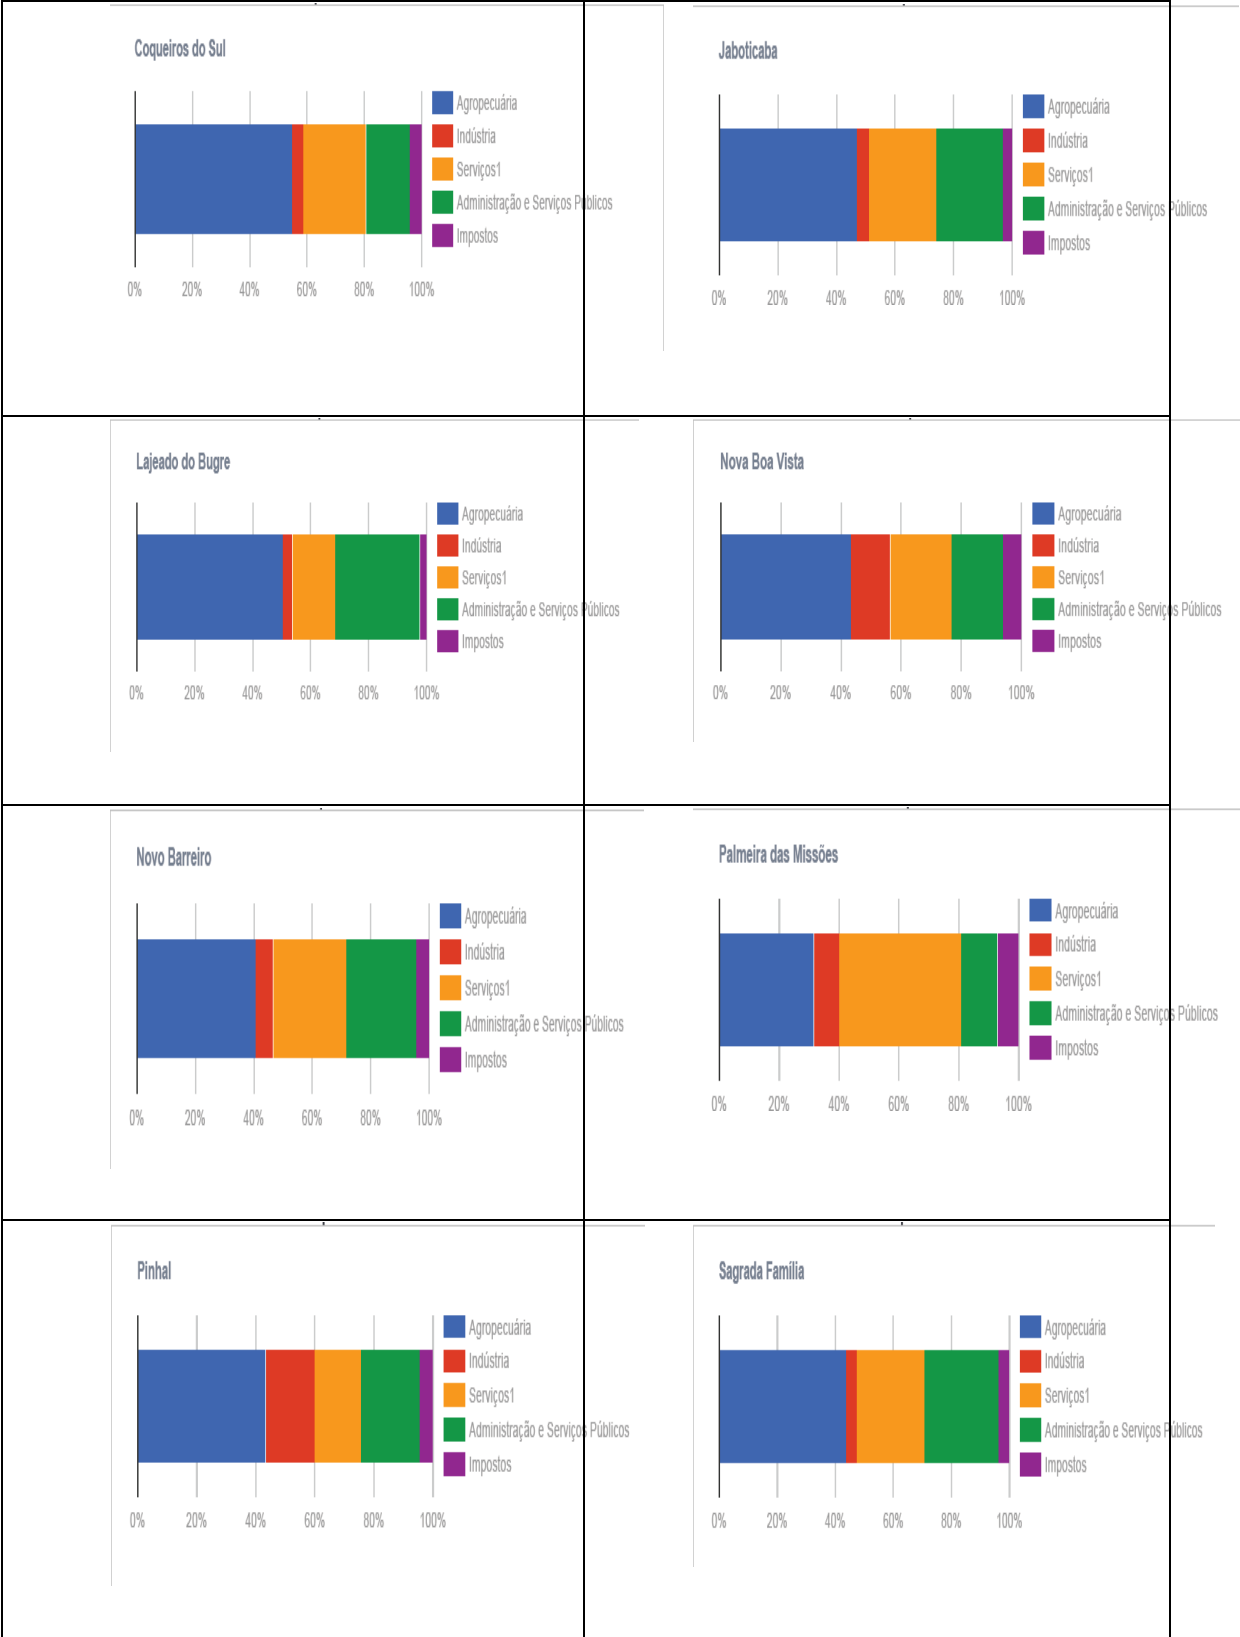 Coqueiros do Sul
Agropecuária
Indústria
Serviços1
Administração e Serviços Públicos
Impostos
0% 20% 40% 60% 80% 100%
Jaboticaba
Agropecuária
Indústria
Serviços1
Administração e Serviços Públicos
Impostos
0% 20% 40% 60% 80% 100%
Lajeado do Bugre
Agropecuária
Indústria
Serviços1
Administração e Serviços Públicos
Impostos
0% 20% 40% 60% 80% 100%
Nova Boa Vista
Agropecuária
Indústria
Serviços1
Administração e Serviços Públicos
Impostos
0% 20% 40% 60% 80% 100%
Novo Barreiro
Agropecuária
Indústria
Serviços1
Administração e Serviços Públicos
Impostos
0% 20% 40% 60% 80% 100%
Palmeira das Missões
Agropecuária
Indústria
Serviços1
Administração e Serviços Públicos
Impostos
0% 20% 40% 60% 80% 100%
Pinhal
Agropecuária
Indústria
Serviços1
Administração e Serviços Públicos
Impostos
0% 20% 40% 60% 80% 100%
Sagrada Família
Agropecuária
Indústria
Serviços1
Administração e Serviços Públicos
Impostos
0% 20% 40% 60% 80% 100%